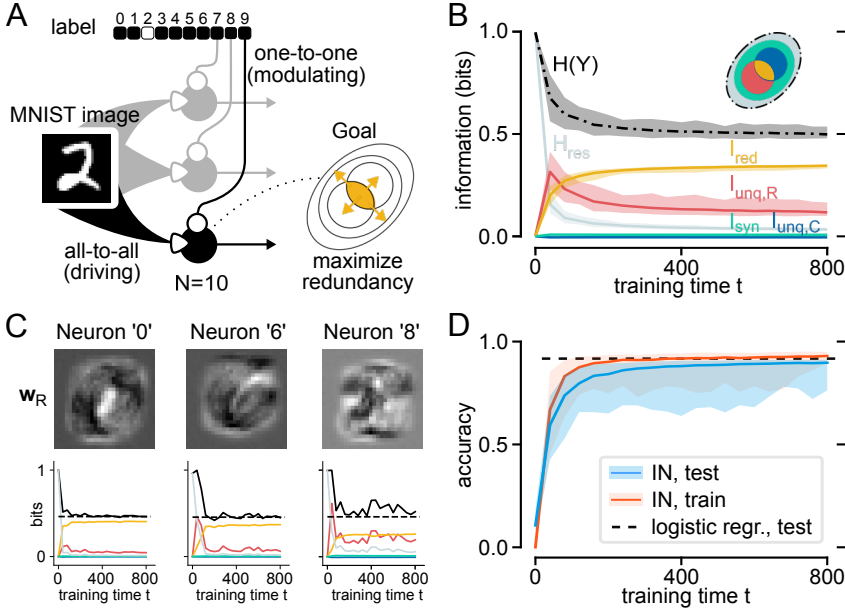 A
0 1 2 3 4 5 6 7 8 9
label
one-to-one
(modulating)
MNIST image
Goal
all-to-all
(driving)
N=10
maximize
redundancy
B
information (bits)
1.0
0.5
0.0
H(Y)
H_res
I_red
I_unq,R
I_syn I_unq,C
0 400 800
training time t
C
Neuron '0' Neuron '6' Neuron '8'
w_R
bits
1
0
0 400 800 0 400 800 0 400 800
training time t training time t training time t
D
accuracy
1.0
0.5
0.0
IN, test
IN, train
logistic regr., test
0 400 800
training time t